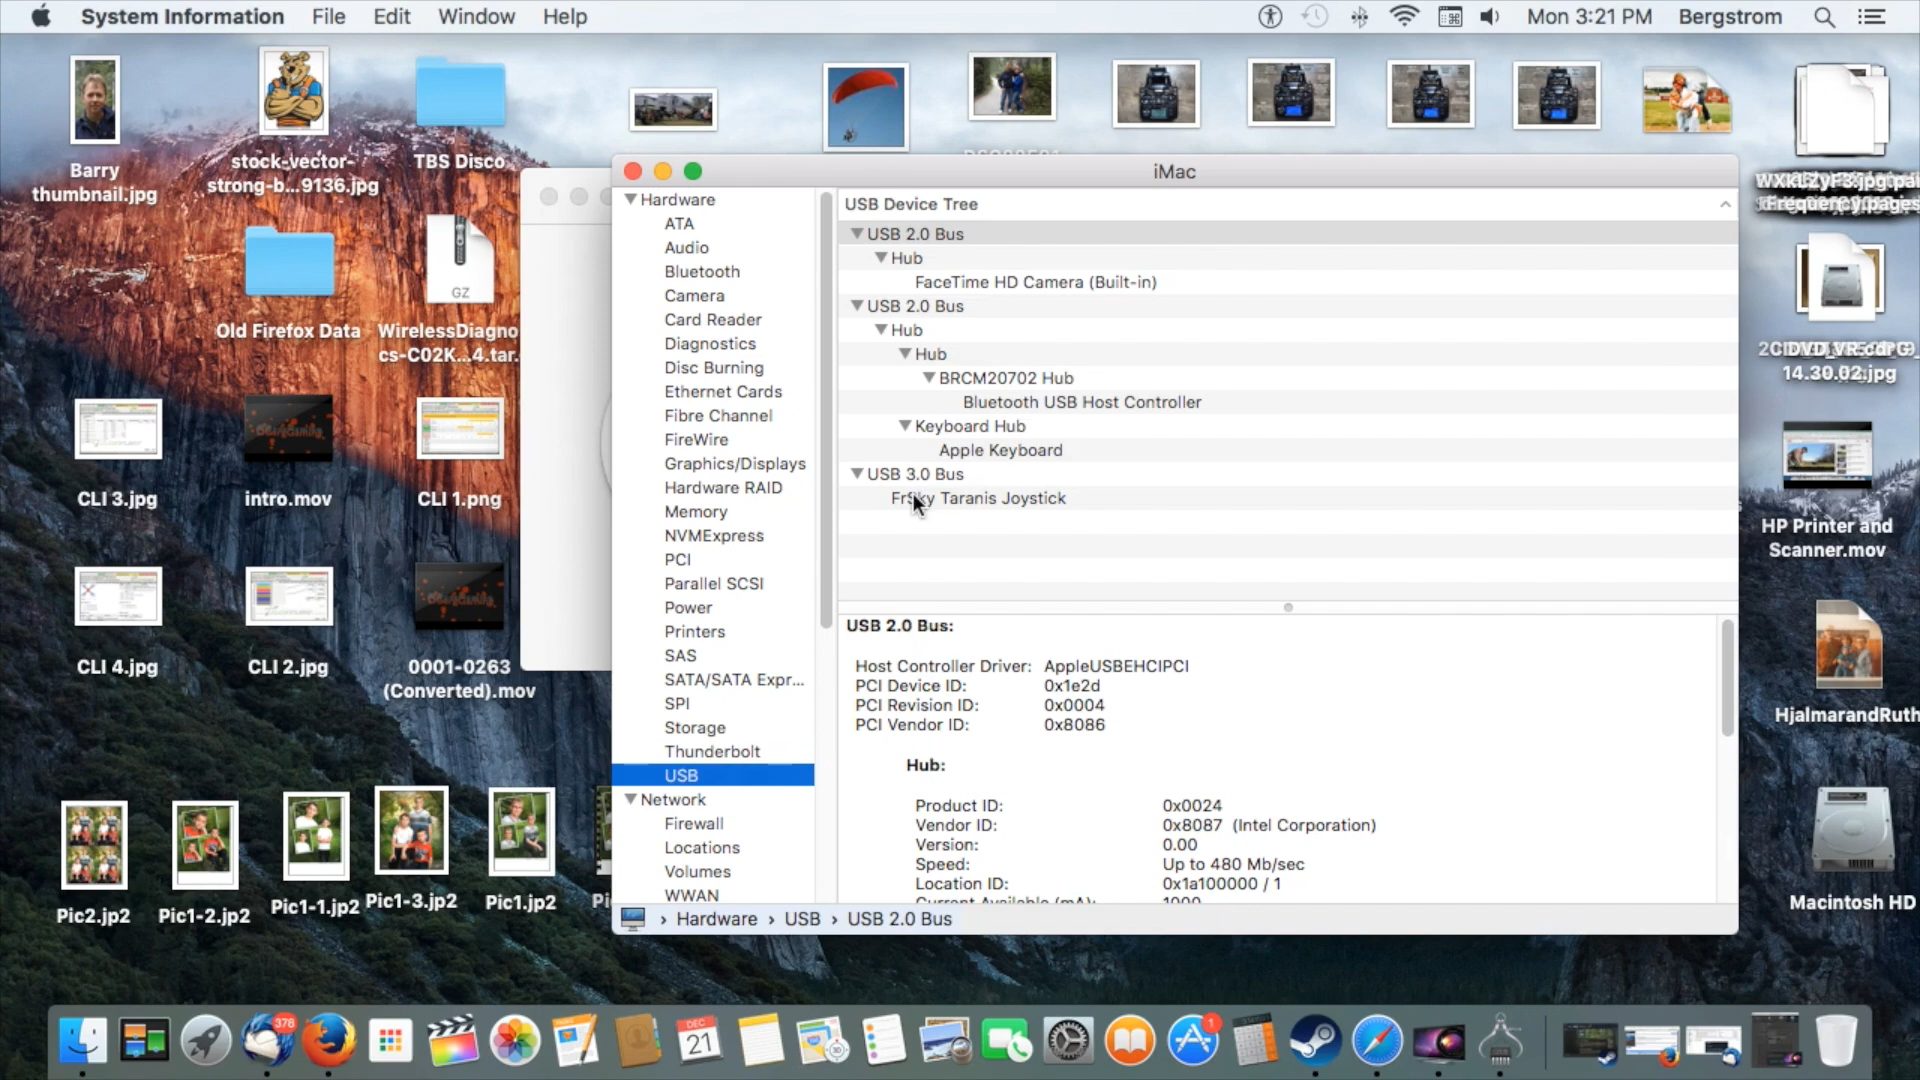 System Information File Edit Window Help
Mon 3:21 PM Bergstrom
Barry
thumbnail.jpg
stock-vector-
strong-b...9136.jpg
TBS Disco
Old Firefox Data
GZ
WirelessDiagno
cs-C02K...4.tar.
CLI 3.jpg
intro.mov
CLI 1.png
CLI 4.jpg
CLI 2.jpg
0001-0263
(Converted).mov
Pic2.jp2
Pic1-2.jp2
Pic1-1.jp2
Pic1-3.jp2
Pic1.jp2
iMac
Hardware
ATA
Audio
Bluetooth
Camera
Card Reader
Diagnostics
Disc Burning
Ethernet Cards
Fibre Channel
FireWire
Graphics/Displays
Hardware RAID
Memory
NVMExpress
PCI
Parallel SCSI
Power
Printers
SAS
SATA/SATA Expr...
SPI
Storage
Thunderbolt
USB
Network
Firewall
Locations
Volumes
WWAN
USB Device Tree
USB 2.0 Bus
Hub
FaceTime HD Camera (Built-in)
USB 2.0 Bus
Hub
Hub
BRCM20702 Hub
Bluetooth USB Host Controller
Keyboard Hub
Apple Keyboard
USB 3.0 Bus
FrSky Taranis Joystick
USB 2.0 Bus:
Host Controller Driver: AppleUSBEHCIPCI
PCI Device ID: 0x1e2d
PCI Revision ID: 0x0004
PCI Vendor ID: 0x8086
Hub:
Product ID: 0x0024
Vendor ID: 0x8087 (Intel Corporation)
Version: 0.00
Speed: Up to 480 Mb/sec
Location ID: 0x1a100000 / 1
Current Available (mA): 1000
Hardware › USB › USB 2.0 Bus
14.30.02.jpg
HP Printer and
Scanner.mov
HjalmarandRuth
Macintosh HD
378
DEC
21
1